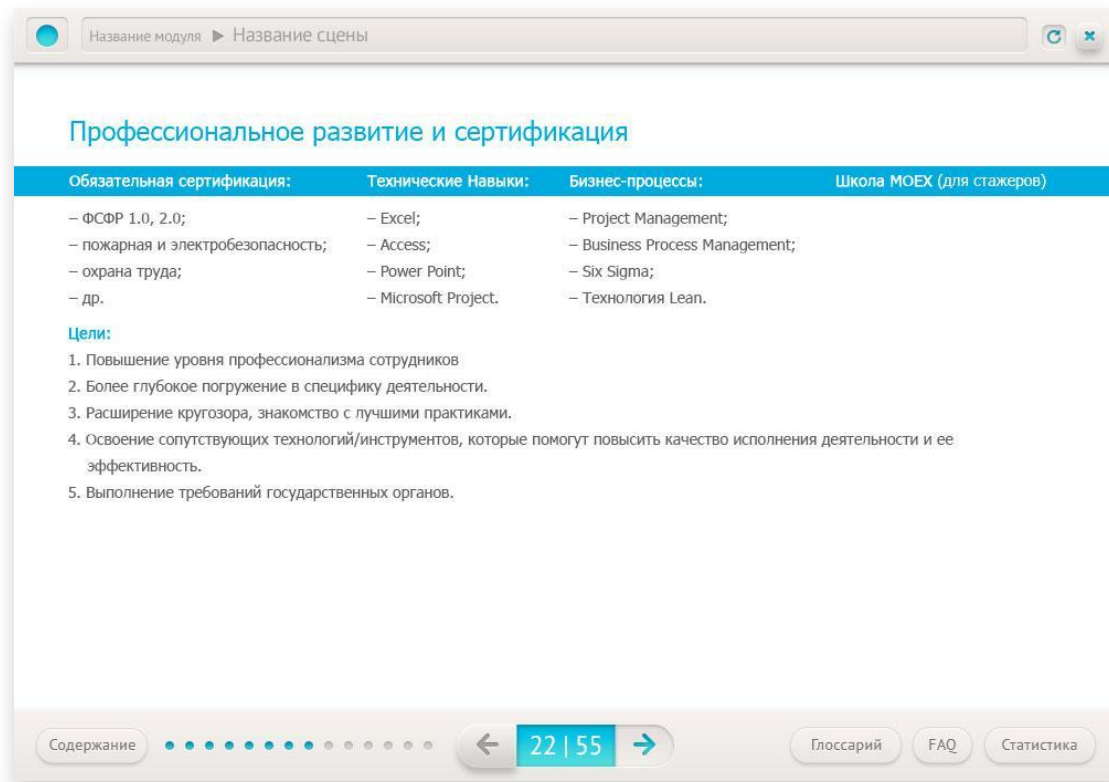 Название модуля ▶ Название сцены
Профессиональное развитие и сертификация
Обязательная сертификация: Технические Навыки: Бизнес-процессы: Школа MOEX (для стажеров)
– ФСФР 1.0, 2.0; – Excel; – Project Management;
– пожарная и электробезопасность; – Access; – Business Process Management;
– охрана труда; – Power Point; – Six Sigma;
– др. – Microsoft Project. – Технология Lean.
Цели:
1. Повышение уровня профессионализма сотрудников
2. Более глубокое погружение в специфику деятельности.
3. Расширение кругозора, знакомство с лучшими практиками.
4. Освоение сопутствующих технологий/инструментов, которые помогут повысить качество исполнения деятельности и ее
эффективность.
5. Выполнение требований государственных органов.
Содержание 22 | 55 Глоссарий FAQ Статистика